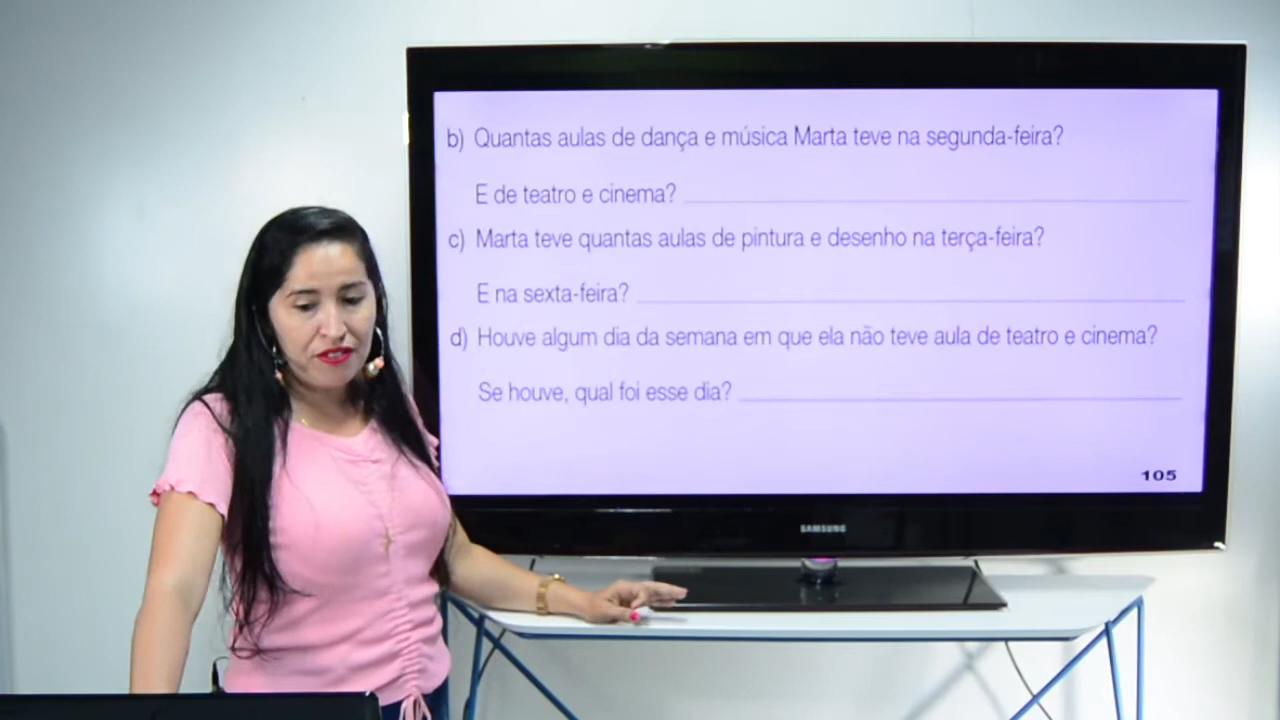 b) Quantas aulas de dança e música Marta teve na segunda-feira?
E de teatro e cinema?
c) Marta teve quantas aulas de pintura e desenho na terça-feira?
E na sexta-feira?
d) Houve algum dia da semana em que ela não teve aula de teatro e cinema?
Se houve, qual foi esse dia?
105
SAMSUNG